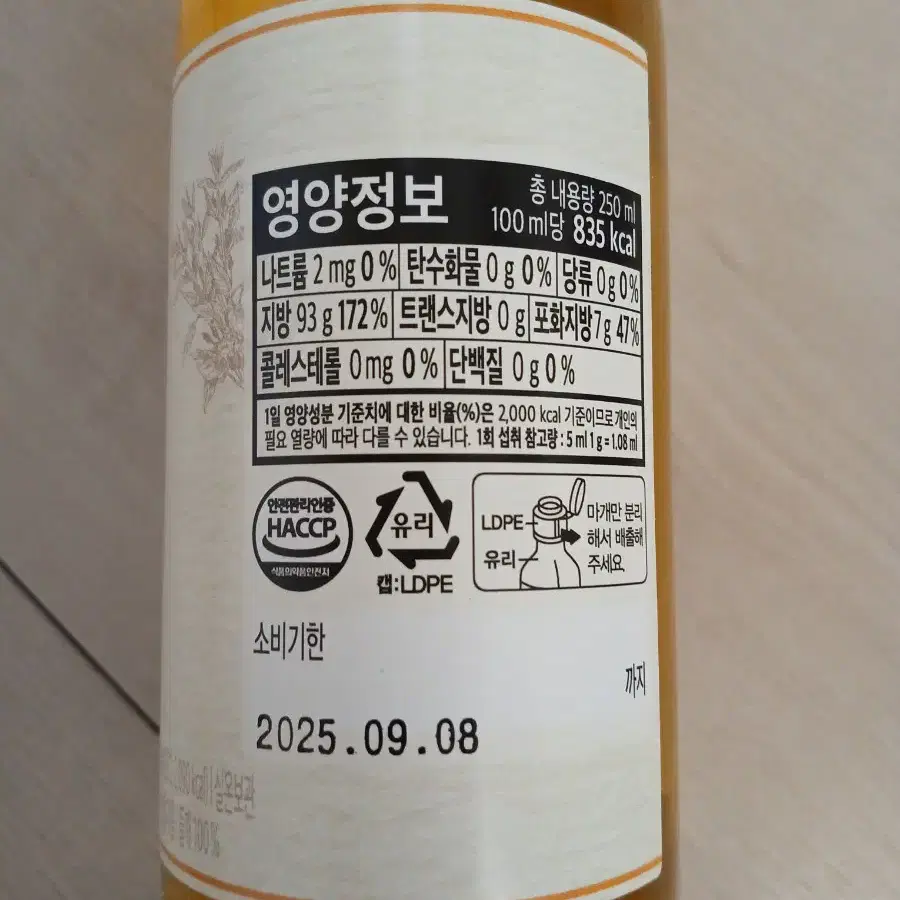 영양정보
총 내용량 250 ml
100 ml당 835 kcal
나트륨 2 mg 0% 탄수화물 0 g 0% 당류 0 g 0%
지방 93 g 172% 트랜스지방 0 g 포화지방 7 g 47%
콜레스테롤 0 mg 0% 단백질 0 g 0%
1일 영양성분 기준치에 대한 비율(%)은 2,000 kcal 기준이므로 개인의
필요 열량에 따라 다를 수 있습니다. 1회 섭취 참고량 : 5 ml 1 g = 1.08 ml
안전관리인증
HACCP
식품의약품안전처
유리
캡:LDPE
LDPE
유리
마개만 분리
해서 배출해
주세요.
소비기한
까지
2025.09.08
kcal) | 실온보관
100%